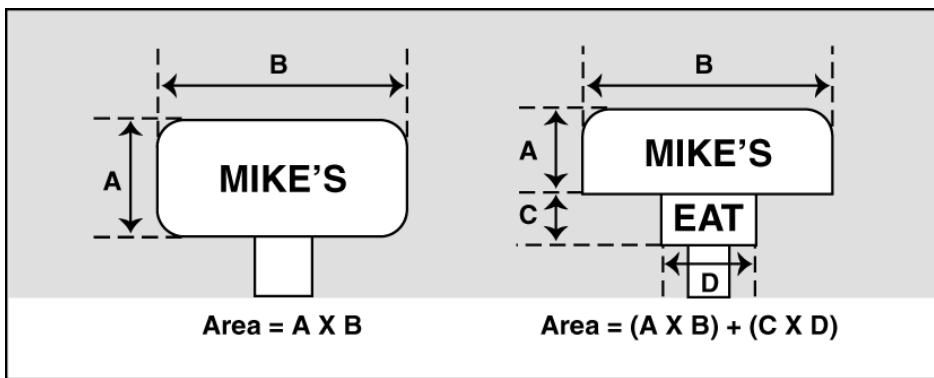 B
A
MIKE'S
Area = A X B
B
A
MIKE'S
C
EAT
D
Area = (A X B) + (C X D)